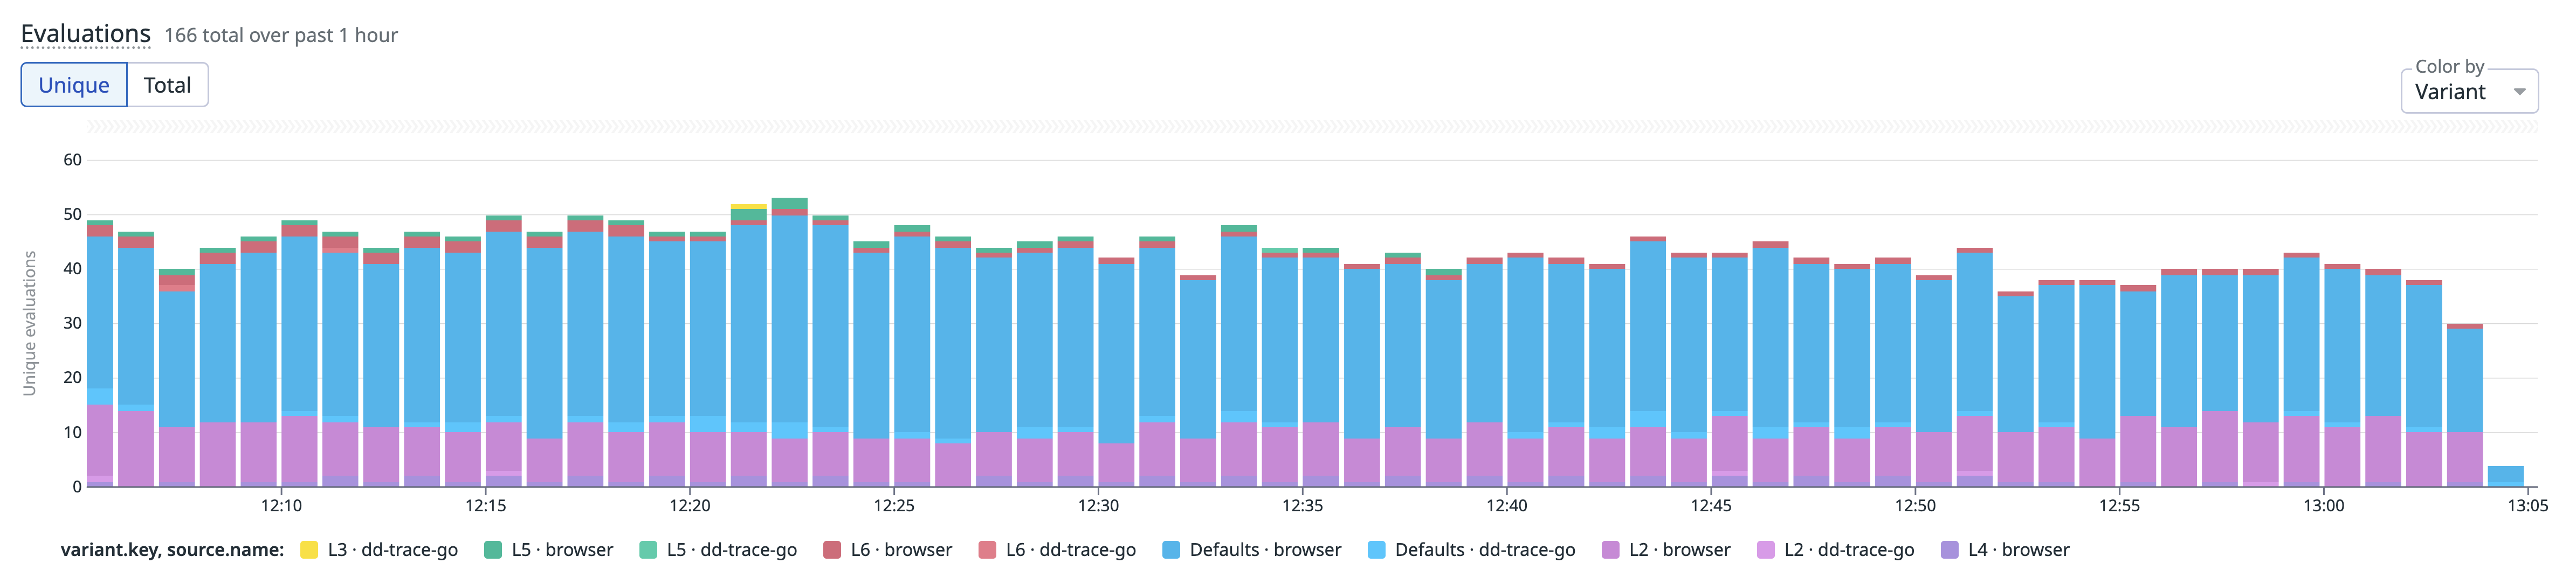 Evaluations 166 total over past 1 hour
Unique Total
Color by
Variant
Unique evaluations
60
50
40
30
20
10
0
12:10 12:15 12:20 12:25 12:30 12:35 12:40 12:45 12:50 12:55 13:00 13:05
variant.key, source.name: L3 · dd-trace-go L5 · browser L5 · dd-trace-go L6 · browser L6 · dd-trace-go Defaults · browser Defaults · dd-trace-go L2 · browser L2 · dd-trace-go L4 · browser